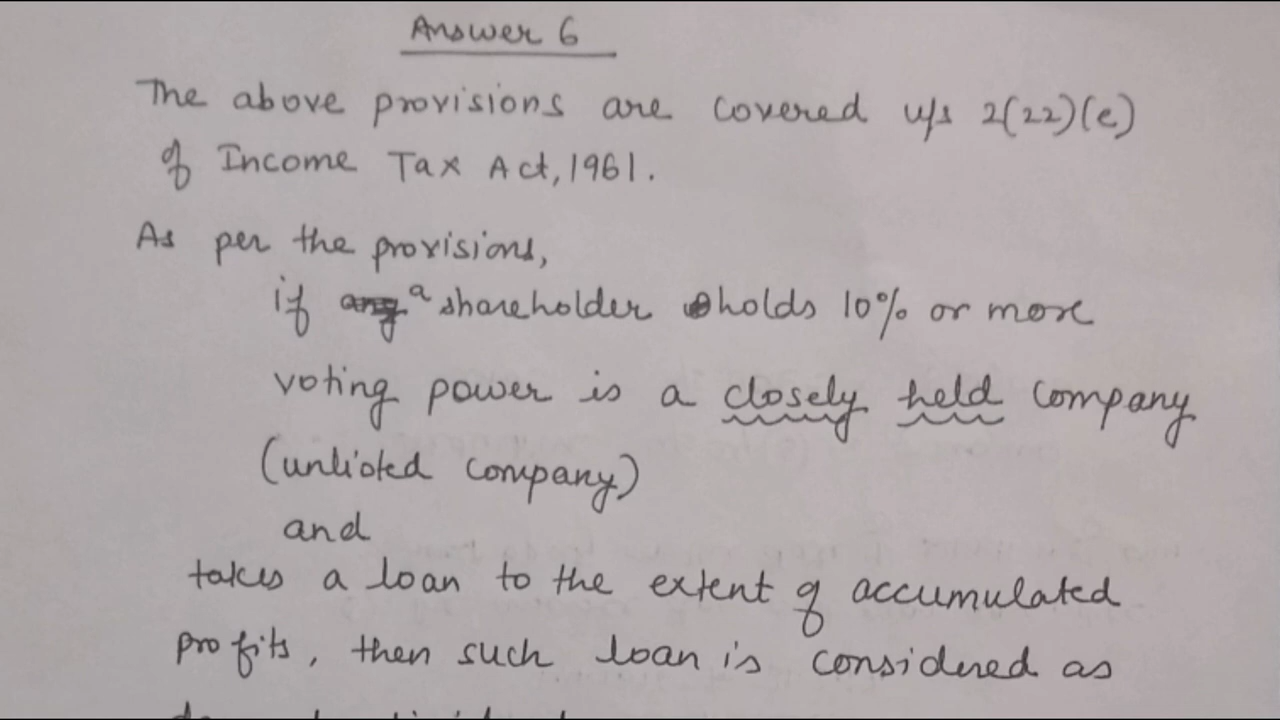 Answer 6
The above provisions are covered u/s 2(22)(e)
of Income Tax Act, 1961.
As per the provisions,
if a shareholder holds 10% or more
voting power is a closely held company
(unlisted company)
and
takes a loan to the extent of accumulated
profits, then such loan is considered as